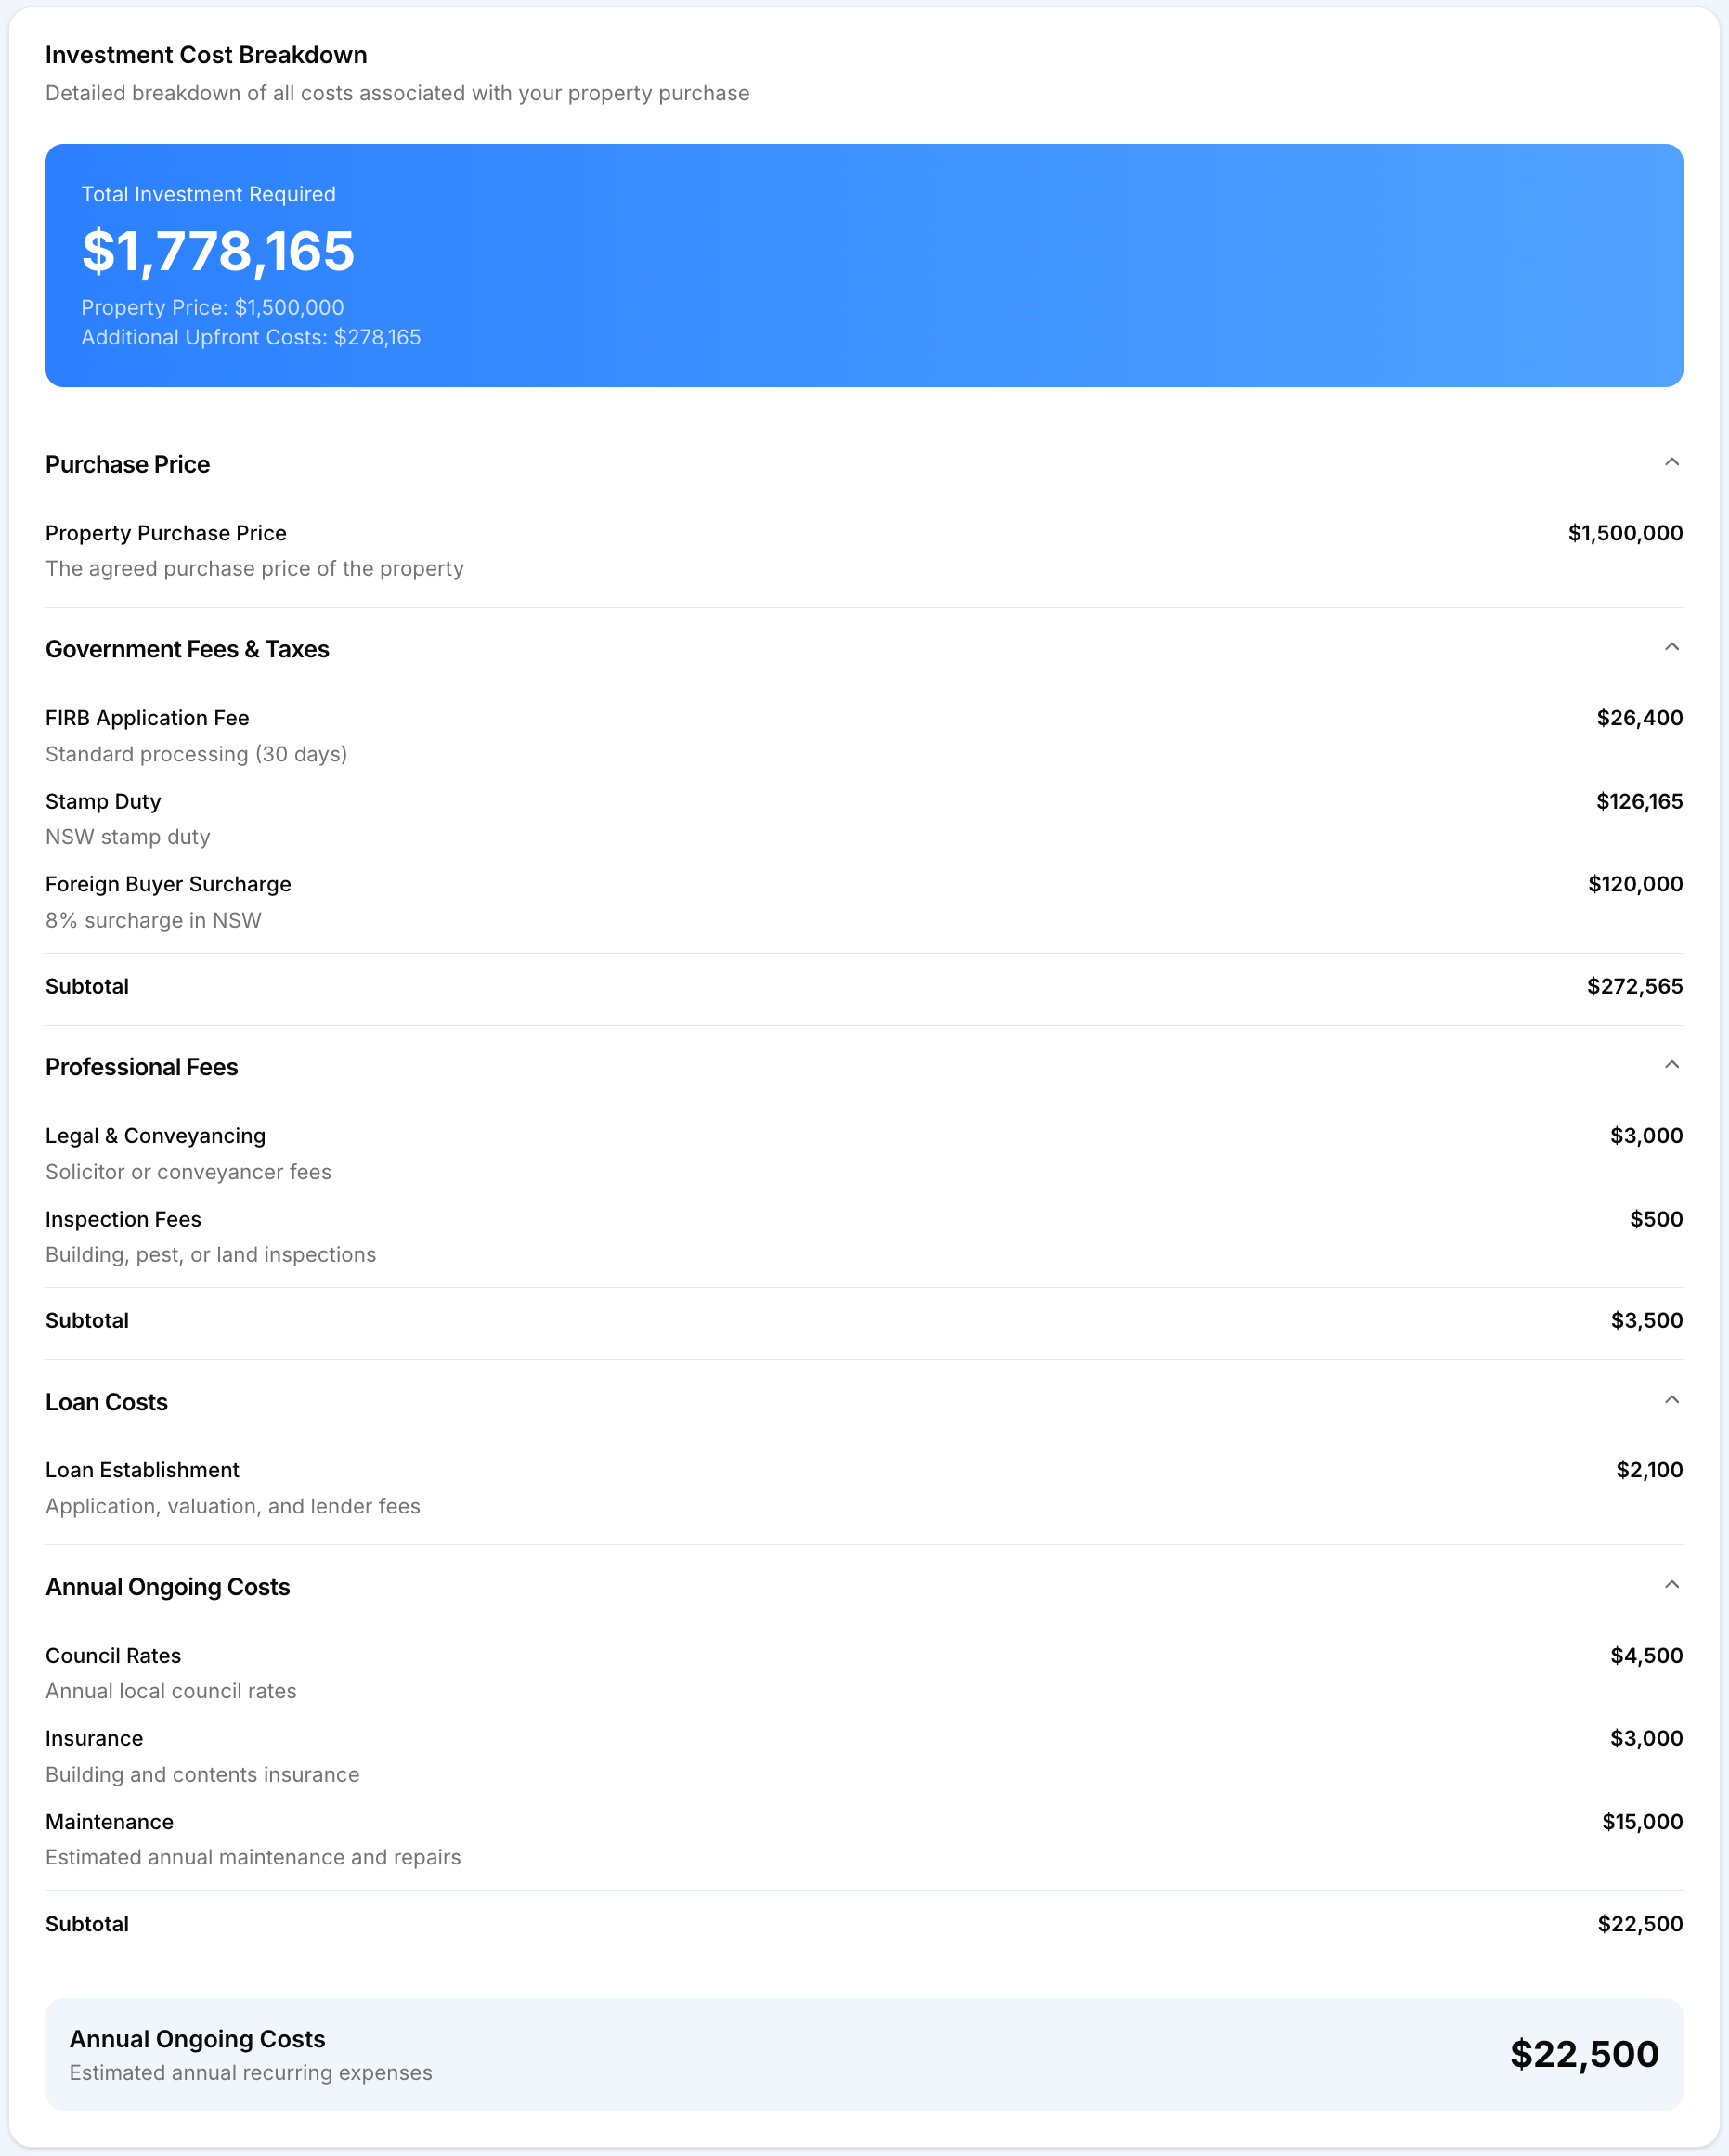 Investment Cost Breakdown
Detailed breakdown of all costs associated with your property purchase
Total Investment Required
$1,778,165
Property Price: $1,500,000
Additional Upfront Costs: $278,165
Purchase Price
Property Purchase Price $1,500,000
The agreed purchase price of the property
Government Fees & Taxes
FIRB Application Fee $26,400
Standard processing (30 days)
Stamp Duty $126,165
NSW stamp duty
Foreign Buyer Surcharge $120,000
8% surcharge in NSW
Subtotal $272,565
Professional Fees
Legal & Conveyancing $3,000
Solicitor or conveyancer fees
Inspection Fees $500
Building, pest, or land inspections
Subtotal $3,500
Loan Costs
Loan Establishment $2,100
Application, valuation, and lender fees
Annual Ongoing Costs
Council Rates $4,500
Annual local council rates
Insurance $3,000
Building and contents insurance
Maintenance $15,000
Estimated annual maintenance and repairs
Subtotal $22,500
Annual Ongoing Costs $22,500
Estimated annual recurring expenses